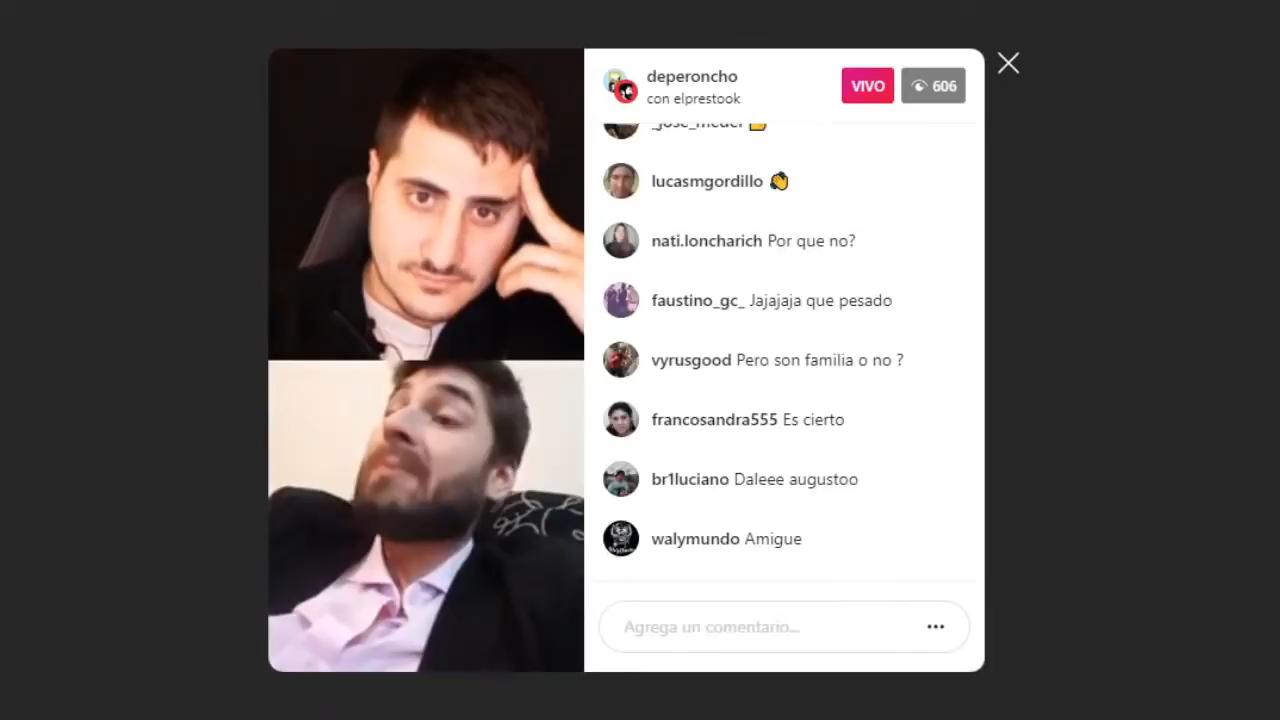 deperoncho
con elprestook
VIVO
606
_jose_medel
lucasmgordillo 👏
nati.loncharich Por que no?
faustino_gc_ Jajajaja que pesado
vyrusgood Pero son familia o no ?
francosandra555 Es cierto
br1luciano Daleee augustoo
walymundo Amigue
Agrega un comentario...